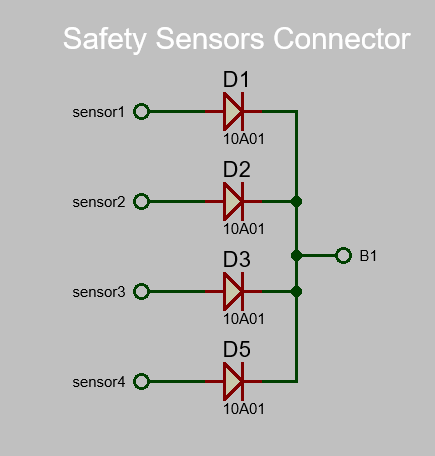 Safety Sensors Connector
D1
sensor1
10A01
D2
sensor2
10A01
B1
D3
sensor3
10A01
D5
sensor4
10A01